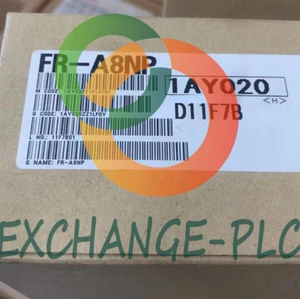 FR-A8NP
1AY020
<H>
D11F7B
G NAME: FR-A8NP
EXCHANGE-PLC